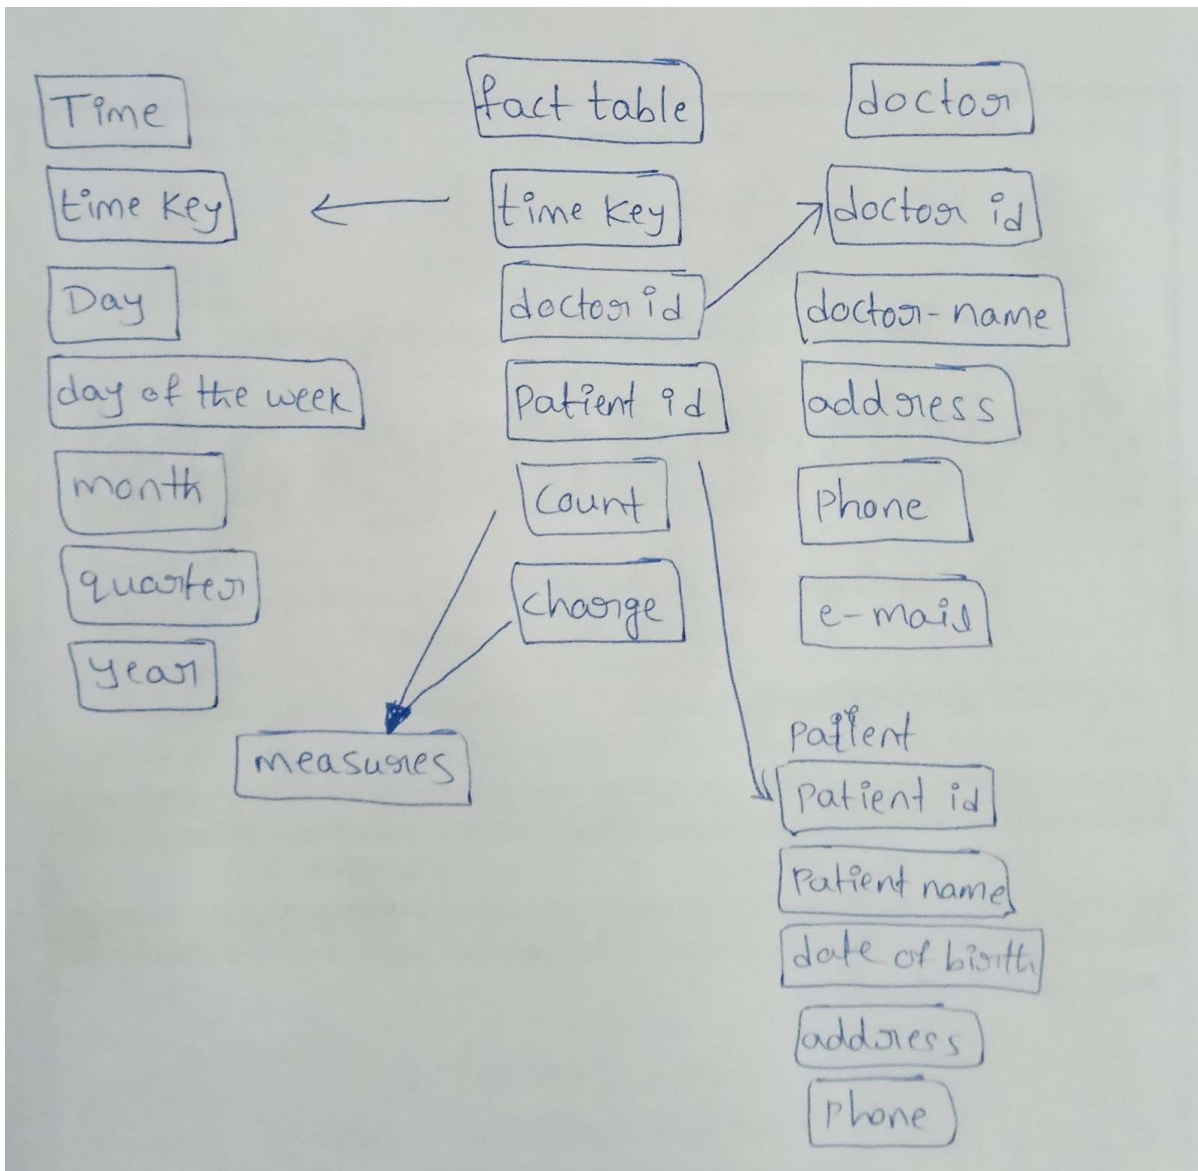 Time
time key
Day
day of the week
month
quarter
year
fact table
time key
doctor id
Patient id
Count
charge
measures
doctor
doctor id
doctor-name
address
Phone
e-mail
patient
Patient id
Patient name
date of birth
address
Phone